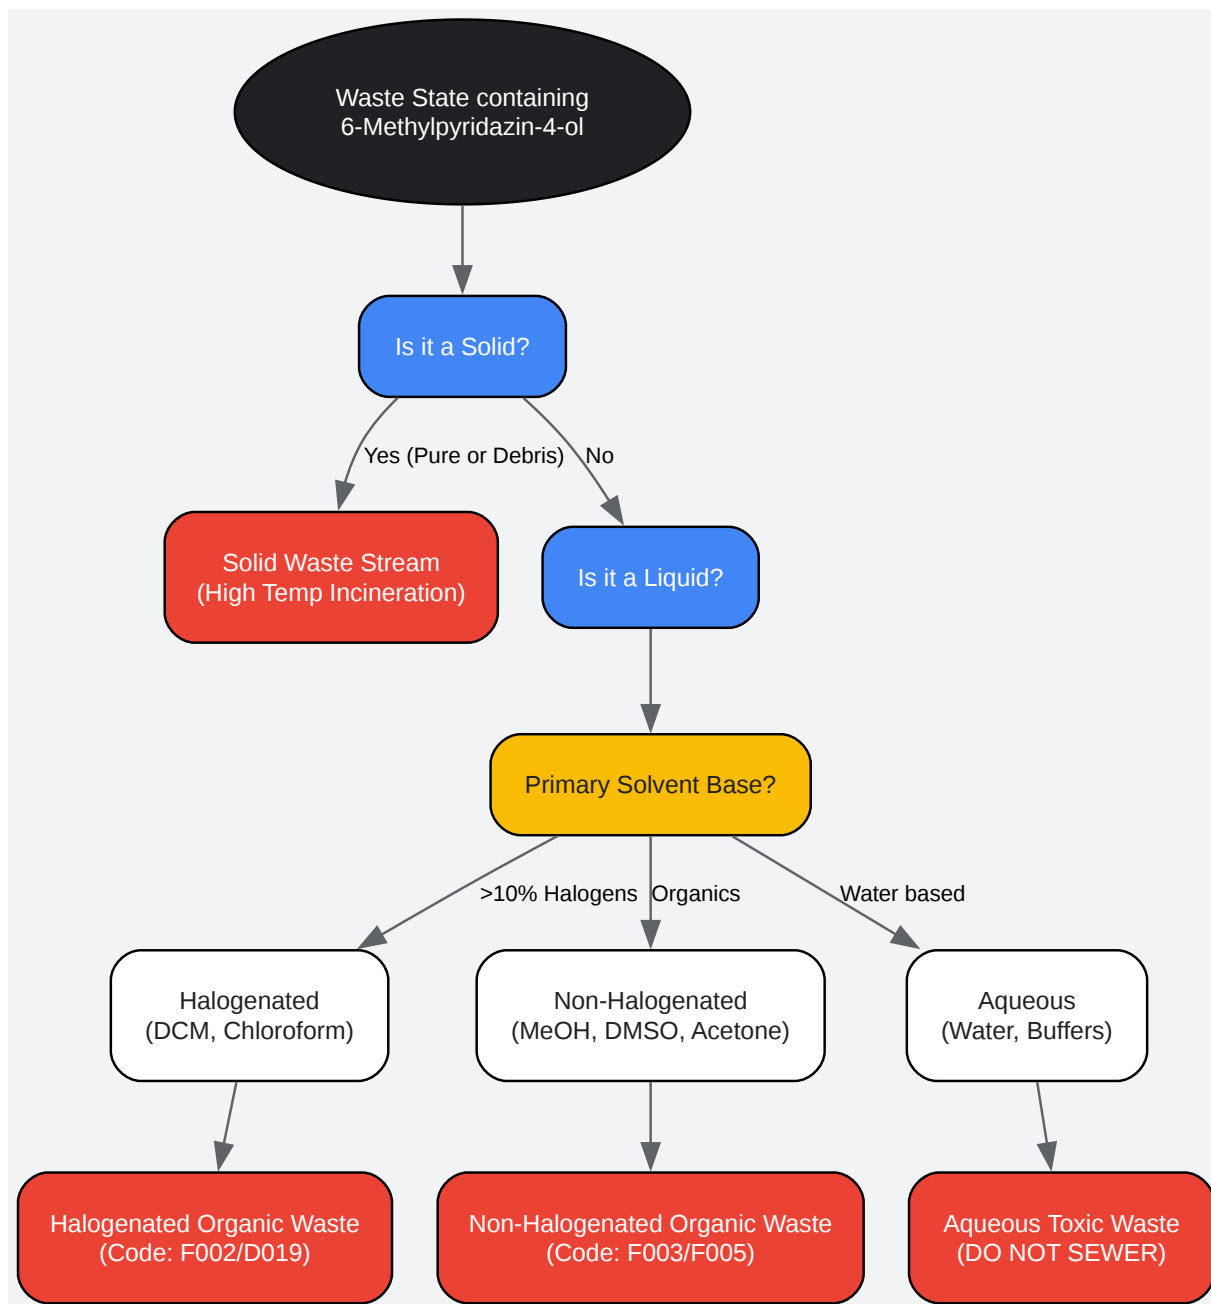 Waste State containing
6-Methylpyridazin-4-ol
Is it a Solid?
Yes (Pure or Debris)
No
Solid Waste Stream
(High Temp Incineration)
Is it a Liquid?
Primary Solvent Base?
>10% Halogens
Organics
Water based
Halogenated
(DCM, Chloroform)
Non-Halogenated
(MeOH, DMSO, Acetone)
Aqueous
(Water, Buffers)
Halogenated Organic Waste
(Code: F002/D019)
Non-Halogenated Organic Waste
(Code: F003/F005)
Aqueous Toxic Waste
(DO NOT SEWER)